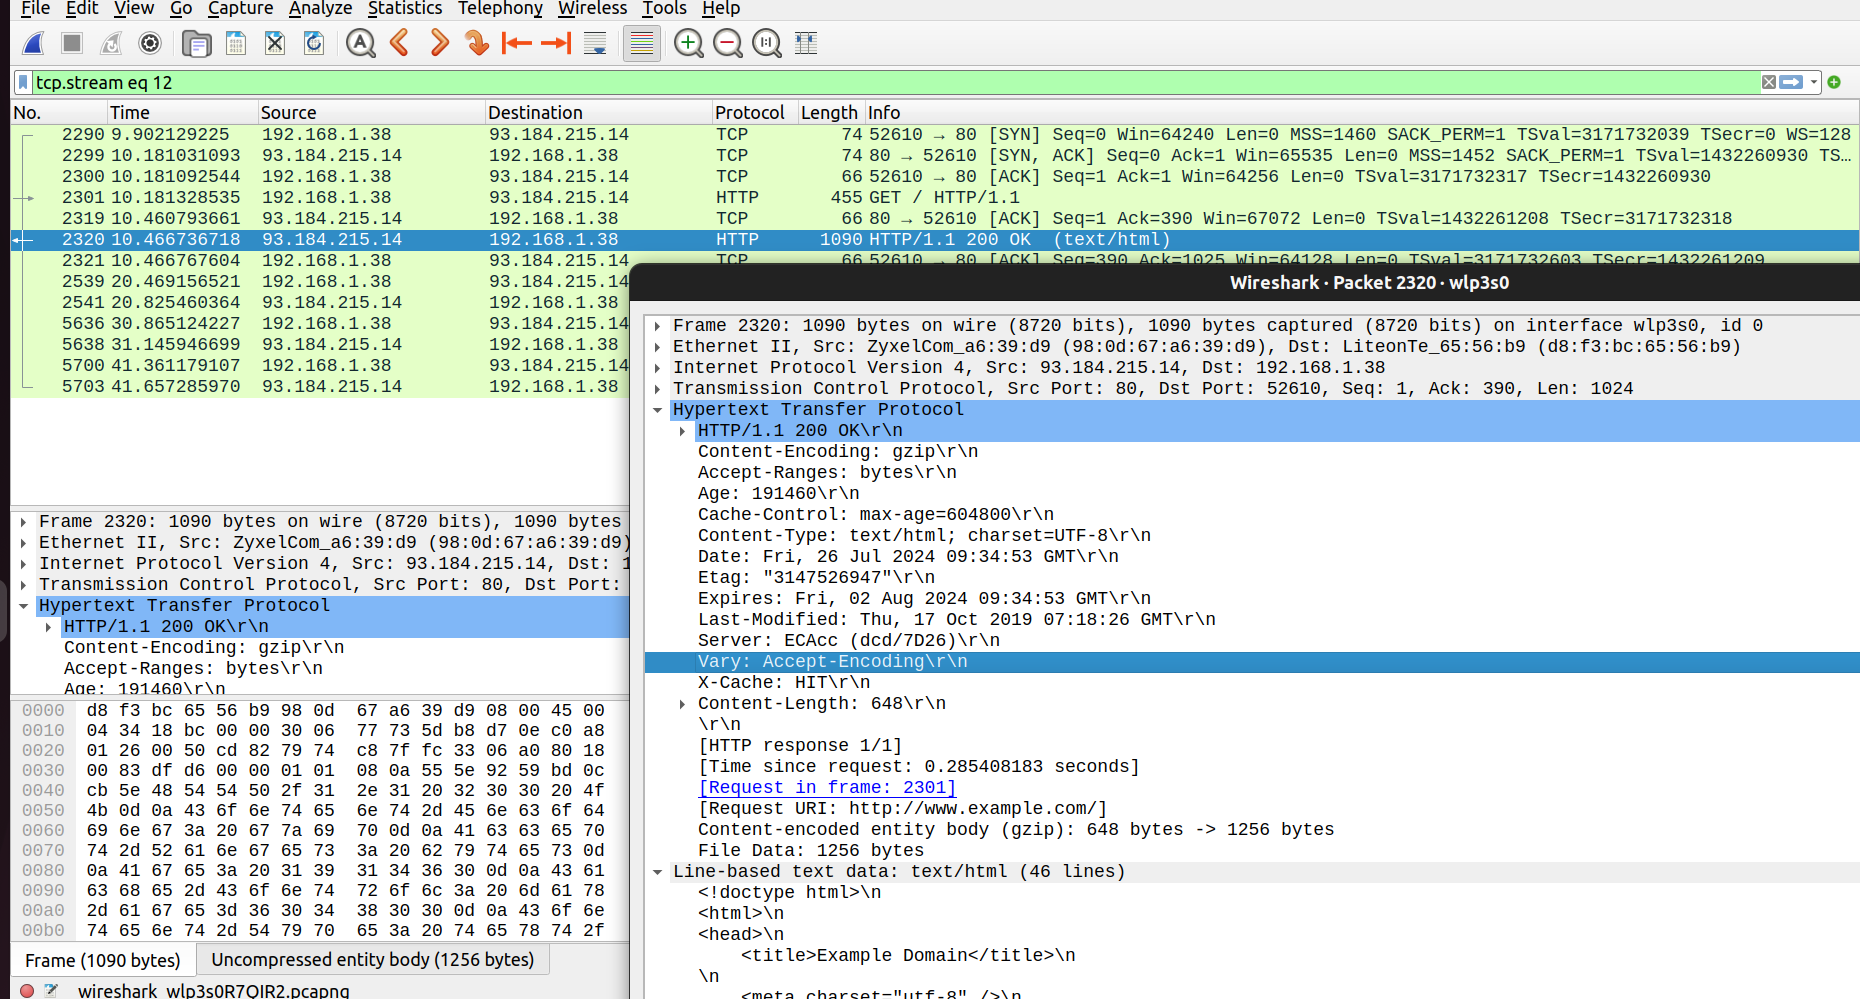 File Edit View Go Capture Analyze Statistics Telephony Wireless Tools Help
tcp.stream eq 12
No. Time Source Destination Protocol Length Info
2290 9.902129225 192.168.1.38 93.184.215.14 TCP 74 52610 → 80 [SYN] Seq=0 Win=64240 Len=0 MSS=1460 SACK_PERM=1 TSval=3171732039 TSecr=0 WS=128
2299 10.181031093 93.184.215.14 192.168.1.38 TCP 74 80 → 52610 [SYN, ACK] Seq=0 Ack=1 Win=65535 Len=0 MSS=1452 SACK_PERM=1 TSval=1432260930 TS…
2300 10.181092544 192.168.1.38 93.184.215.14 TCP 66 52610 → 80 [ACK] Seq=1 Ack=1 Win=64256 Len=0 TSval=3171732317 TSecr=1432260930
2301 10.181328535 192.168.1.38 93.184.215.14 HTTP 455 GET / HTTP/1.1
2319 10.460793661 93.184.215.14 192.168.1.38 TCP 66 80 → 52610 [ACK] Seq=1 Ack=390 Win=67072 Len=0 TSval=1432261208 TSecr=3171732318
2320 10.466736718 93.184.215.14 192.168.1.38 HTTP 1090 HTTP/1.1 200 OK (text/html)
2321 10.466767604 192.168.1.38 93.184.215.14 TCP 66 52610 → 80 [ACK] Seq=390 Ack=1025 Win=64128 Len=0 TSval=3171732603 TSecr=1432261209
2539 20.469156521 192.168.1.38 93.184.215.14
2541 20.825460364 93.184.215.14 192.168.1.38
5636 30.865124227 192.168.1.38 93.184.215.14
5638 31.145946699 93.184.215.14 192.168.1.38
5700 41.361179107 192.168.1.38 93.184.215.14
5703 41.657285970 93.184.215.14 192.168.1.38
Frame 2320: 1090 bytes on wire (8720 bits), 1090 bytes
Ethernet II, Src: ZyxelCom_a6:39:d9 (98:0d:67:a6:39:d9)
Internet Protocol Version 4, Src: 93.184.215.14, Dst: 1
Transmission Control Protocol, Src Port: 80, Dst Port:
Hypertext Transfer Protocol
HTTP/1.1 200 OK\r\n
Content-Encoding: gzip\r\n
Accept-Ranges: bytes\r\n
Age: 191460\r\n
0000 d8 f3 bc 65 56 b9 98 0d 67 a6 39 d9 08 00 45 00
0010 04 34 18 bc 00 00 30 06 77 73 5d b8 d7 0e c0 a8
0020 01 26 00 50 cd 82 79 74 c8 7f fc 33 06 a0 80 18
0030 00 83 df d6 00 00 01 01 08 0a 55 5e 92 59 bd 0c
0040 cb 5e 48 54 54 50 2f 31 2e 31 20 32 30 30 20 4f
0050 4b 0d 0a 43 6f 6e 74 65 6e 74 2d 45 6e 63 6f 64
0060 69 6e 67 3a 20 67 7a 69 70 0d 0a 41 63 63 65 70
0070 74 2d 52 61 6e 67 65 73 3a 20 62 79 74 65 73 0d
0080 0a 41 67 65 3a 20 31 39 31 34 36 30 0d 0a 43 61
0090 63 68 65 2d 43 6f 6e 74 72 6f 6c 3a 20 6d 61 78
00a0 2d 61 67 65 3d 36 30 34 38 30 30 0d 0a 43 6f 6e
00b0 74 65 6e 74 2d 54 79 70 65 3a 20 74 65 78 74 2f
Frame (1090 bytes) Uncompressed entity body (1256 bytes)
wireshark_wlp3s0R7QIR2.pcapng
Wireshark · Packet 2320 · wlp3s0
Frame 2320: 1090 bytes on wire (8720 bits), 1090 bytes captured (8720 bits) on interface wlp3s0, id 0
Ethernet II, Src: ZyxelCom_a6:39:d9 (98:0d:67:a6:39:d9), Dst: LiteonTe_65:56:b9 (d8:f3:bc:65:56:b9)
Internet Protocol Version 4, Src: 93.184.215.14, Dst: 192.168.1.38
Transmission Control Protocol, Src Port: 80, Dst Port: 52610, Seq: 1, Ack: 390, Len: 1024
Hypertext Transfer Protocol
HTTP/1.1 200 OK\r\n
Content-Encoding: gzip\r\n
Accept-Ranges: bytes\r\n
Age: 191460\r\n
Cache-Control: max-age=604800\r\n
Content-Type: text/html; charset=UTF-8\r\n
Date: Fri, 26 Jul 2024 09:34:53 GMT\r\n
Etag: "3147526947"\r\n
Expires: Fri, 02 Aug 2024 09:34:53 GMT\r\n
Last-Modified: Thu, 17 Oct 2019 07:18:26 GMT\r\n
Server: ECAcc (dcd/7D26)\r\n
Vary: Accept-Encoding\r\n
X-Cache: HIT\r\n
Content-Length: 648\r\n
\r\n
[HTTP response 1/1]
[Time since request: 0.285408183 seconds]
[Request in frame: 2301]
[Request URI: http://www.example.com/]
Content-encoded entity body (gzip): 648 bytes -> 1256 bytes
File Data: 1256 bytes
Line-based text data: text/html (46 lines)
<!doctype html>\n
<html>\n
<head>\n
<title>Example Domain</title>\n
\n
<meta charset="utf-8" />\n